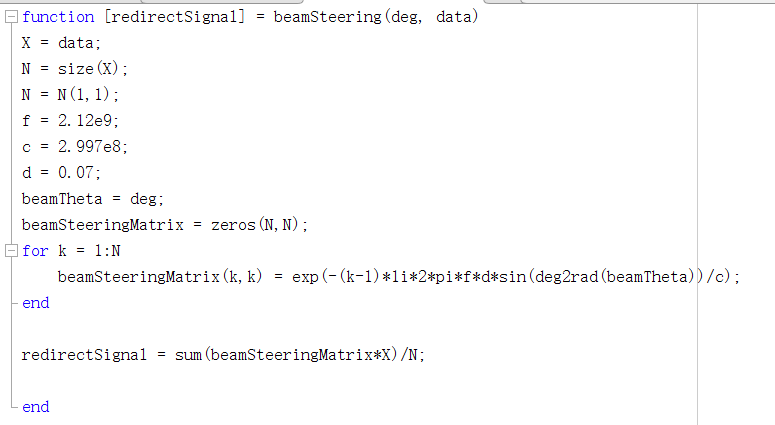 function [redirectSignal] = beamSteering(deg, data)
X = data;
N = size(X);
N = N(1,1);
f = 2.12e9;
c = 2.997e8;
d = 0.07;
beamTheta = deg;
beamSteeringMatrix = zeros(N,N);
for k = 1:N
    beamSteeringMatrix(k,k) = exp(-(k-1)*1i*2*pi*f*d*sin(deg2rad(beamTheta))/c);
end
redirectSignal = sum(beamSteeringMatrix*X)/N;
end